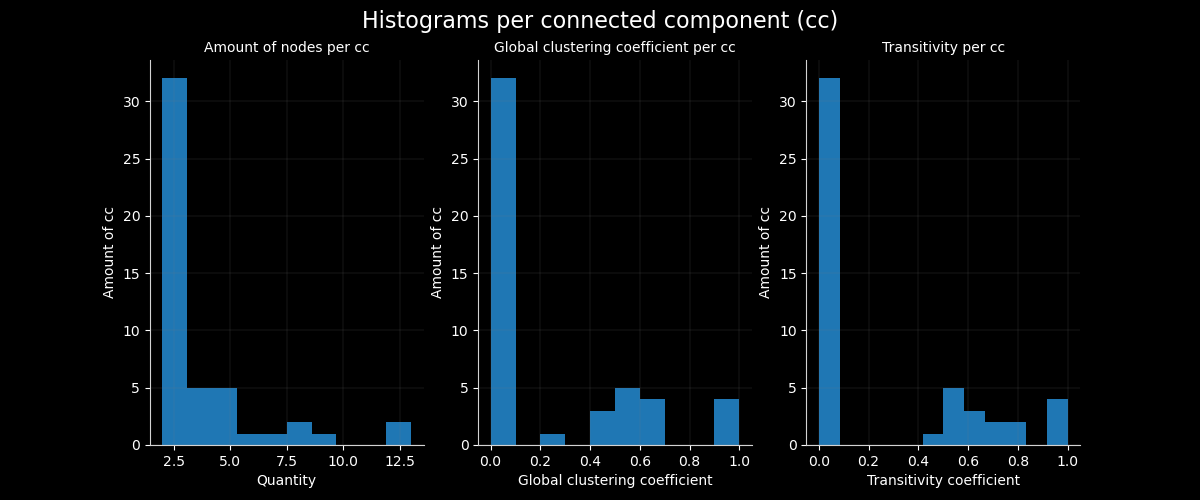 Histograms per connected component (cc)
Amount of nodes per cc
Global clustering coefficient per cc
Transitivity per cc
Amount of cc
30
25
20
15
10
5
0
2.5 5.0 7.5 10.0 12.5
Quantity
Amount of cc
30
25
20
15
10
5
0
0.0 0.2 0.4 0.6 0.8 1.0
Global clustering coefficient
Amount of cc
30
25
20
15
10
5
0
0.0 0.2 0.4 0.6 0.8 1.0
Transitivity coefficient